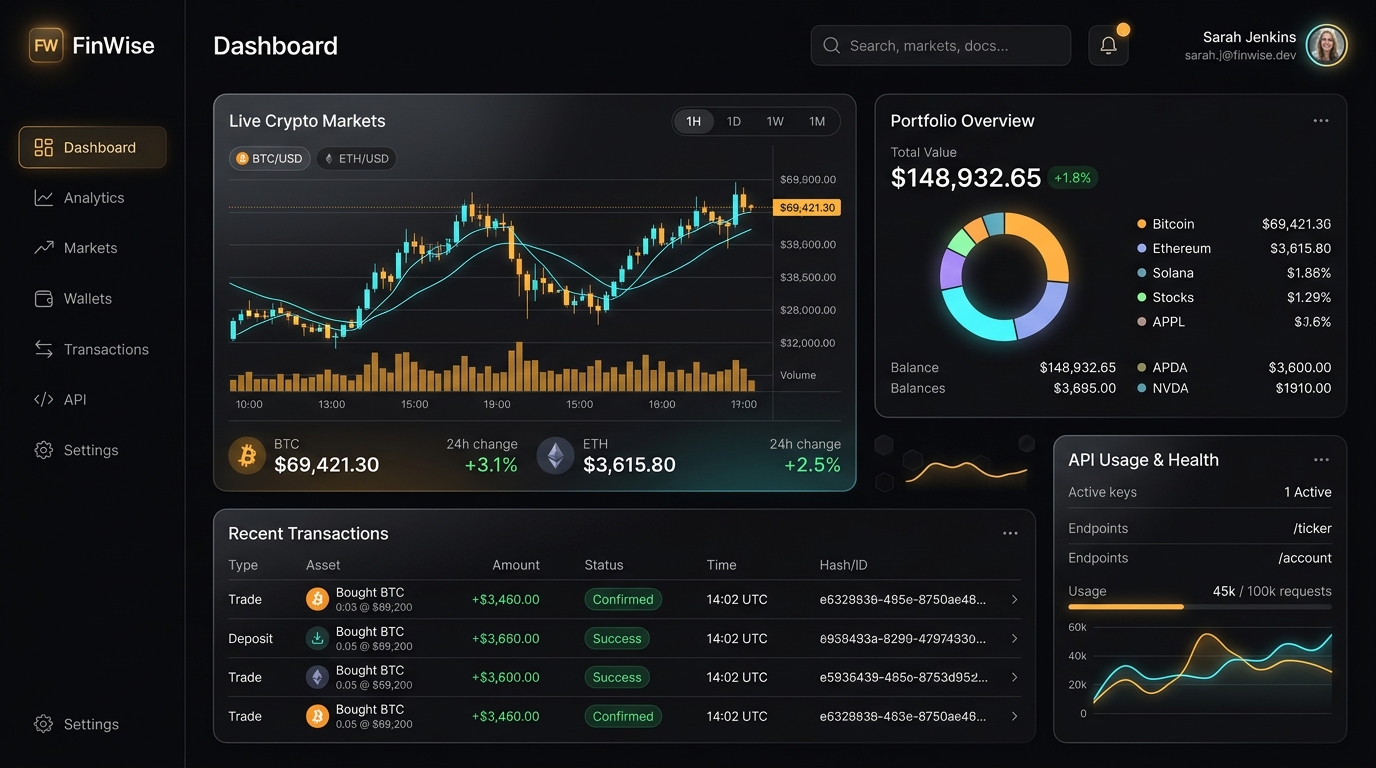 FW FinWise
Dashboard
Analytics
Markets
Wallets
Transactions
API
Settings
Settings
Dashboard
Search, markets, docs...
Sarah Jenkins
sarah.j@finwise.dev
Live Crypto Markets
1H 1D 1W 1M
BTC/USD ETH/USD
$69,900.00
$69,421.30
$38,600.00
$38,500.00
$28,000.00
$32,000.00
Volume
10:00 13:00 15:00 19:00 15:00 16:00 19:00
BTC
$69,421.30
24h change
+3.1%
ETH
$3,615.80
24h change
+2.5%
Portfolio Overview
Total Value
$148,932.65 +1.8%
Bitcoin $69,421.30
Ethereum $3,615.80
Solana $1.86%
Stocks $1.29%
APPL
Balance $148,932.65
Balances $3,695.00
APDA $3,600.00
NVDA $1910.00
API Usage & Health
Active keys 1 Active
Endpoints /ticker
Endpoints /account
Usage 45k / 100k requests
60k
40k
20k
0
Recent Transactions
Type Asset Amount Status Time Hash/ID
Trade Bought BTC +$3,460.00 Confirmed 14:02 UTC
0.03 @ $69,200
Deposit Bought BTC +$3,660.00 Success 14:02 UTC
0.05 @ $69,200
Trade Bought BTC +$3,600.00 Success 14:02 UTC
0.05 @ $69,200
Trade Bought BTC +$3,460.00 Confirmed 14:02 UTC
0.05 @ $69,200